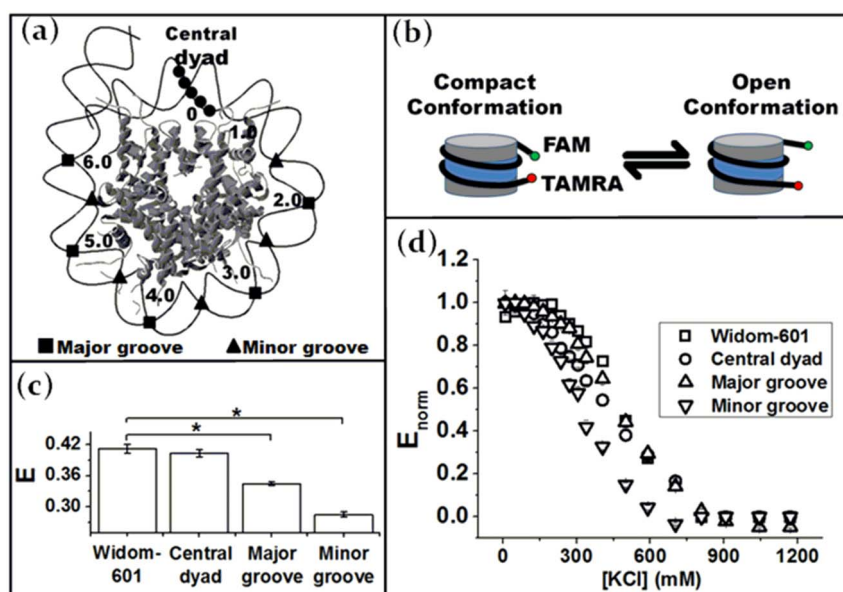 (a)
Central
dyad
0
1.0
2.0
3.0
4.0
5.0
6.0
Major groove
Minor groove
(b)
Compact
Conformation
Open
Conformation
FAM
TAMRA
(c)
E
0.42
0.36
0.30
*
*
Widom-
601
Central
dyad
Major
groove
Minor
groove
(d)
E norm
1.2
1.0
0.8
0.6
0.4
0.2
0.0
Widom-601
Central dyad
Major groove
Minor groove
0 300 600 900 1200
[KCl] (mM)